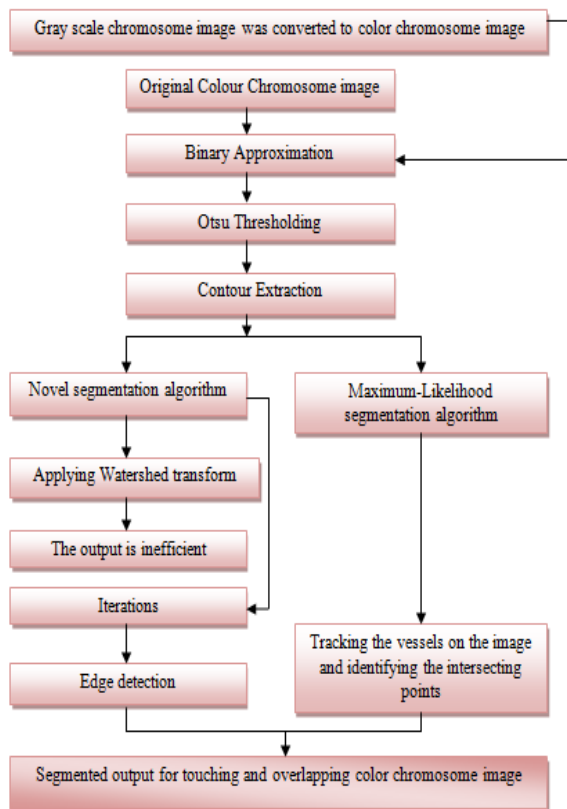 Gray scale chromosome image was converted to color chromosome image
Original Colour Chromosome image
Binary Approximation
Otsu Thresholding
Contour Extraction
Novel segmentation algorithm
Maximum-Likelihood
segmentation algorithm
Applying Watershed transform
The output is inefficient
Iterations
Edge detection
Tracking the vessels on the image
and identifying the intersecting
points
Segmented output for touching and overlapping color chromosome image